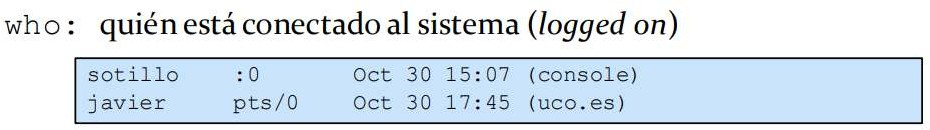 who: quién está conectado al sistema (logged on)
sotillo :0 Oct 30 15:07 (console)
javier pts/0 Oct 30 17:45 (uco.es)